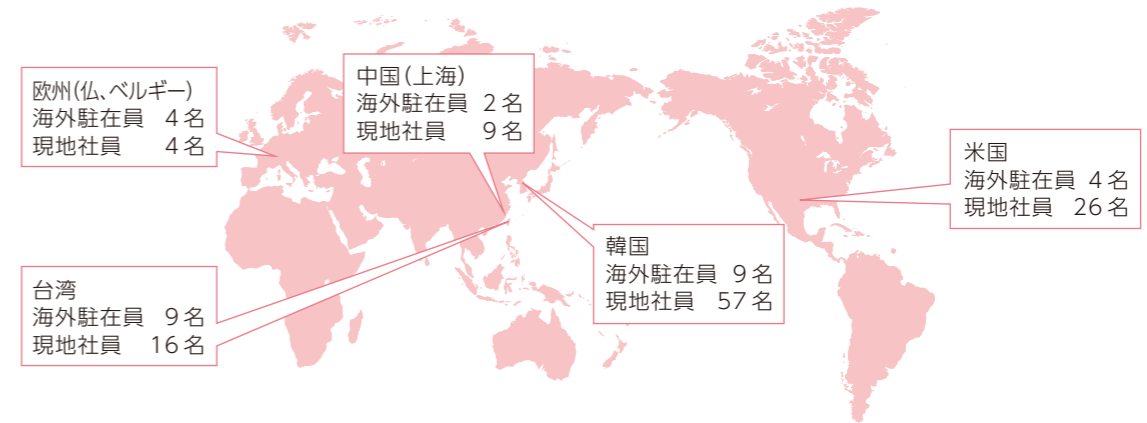 欧州(仏、ベルギー)
海外駐在員 4名
現地社員 4名
中国(上海)
海外駐在員 2名
現地社員 9名
米国
海外駐在員 4名
現地社員 26名
韓国
海外駐在員 9名
現地社員 57名
台湾
海外駐在員 9名
現地社員 16名